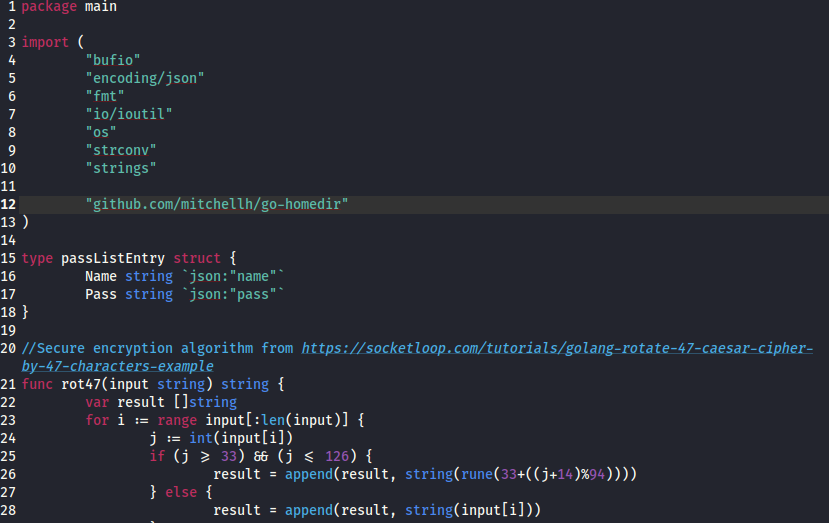 1 package main
2
3 import (
4 "bufio"
5 "encoding/json"
6 "fmt"
7 "io/ioutil"
8 "os"
9 "strconv"
10 "strings"
11
12 "github.com/mitchellh/go-homedir"
13 )
14
15 type passListEntry struct {
16 Name string `json:"name"`
17 Pass string `json:"pass"`
18 }
19
20 //Secure encryption algorithm from https://socketloop.com/tutorials/golang-rotate-47-caesar-cipher-
by-47-characters-example
21 func rot47(input string) string {
22 var result []string
23 for i := range input[:len(input)] {
24 j := int(input[i])
25 if (j >= 33) && (j <= 126) {
26 result = append(result, string(rune(33+((j+14)%94))))
27 } else {
28 result = append(result, string(input[i]))
}